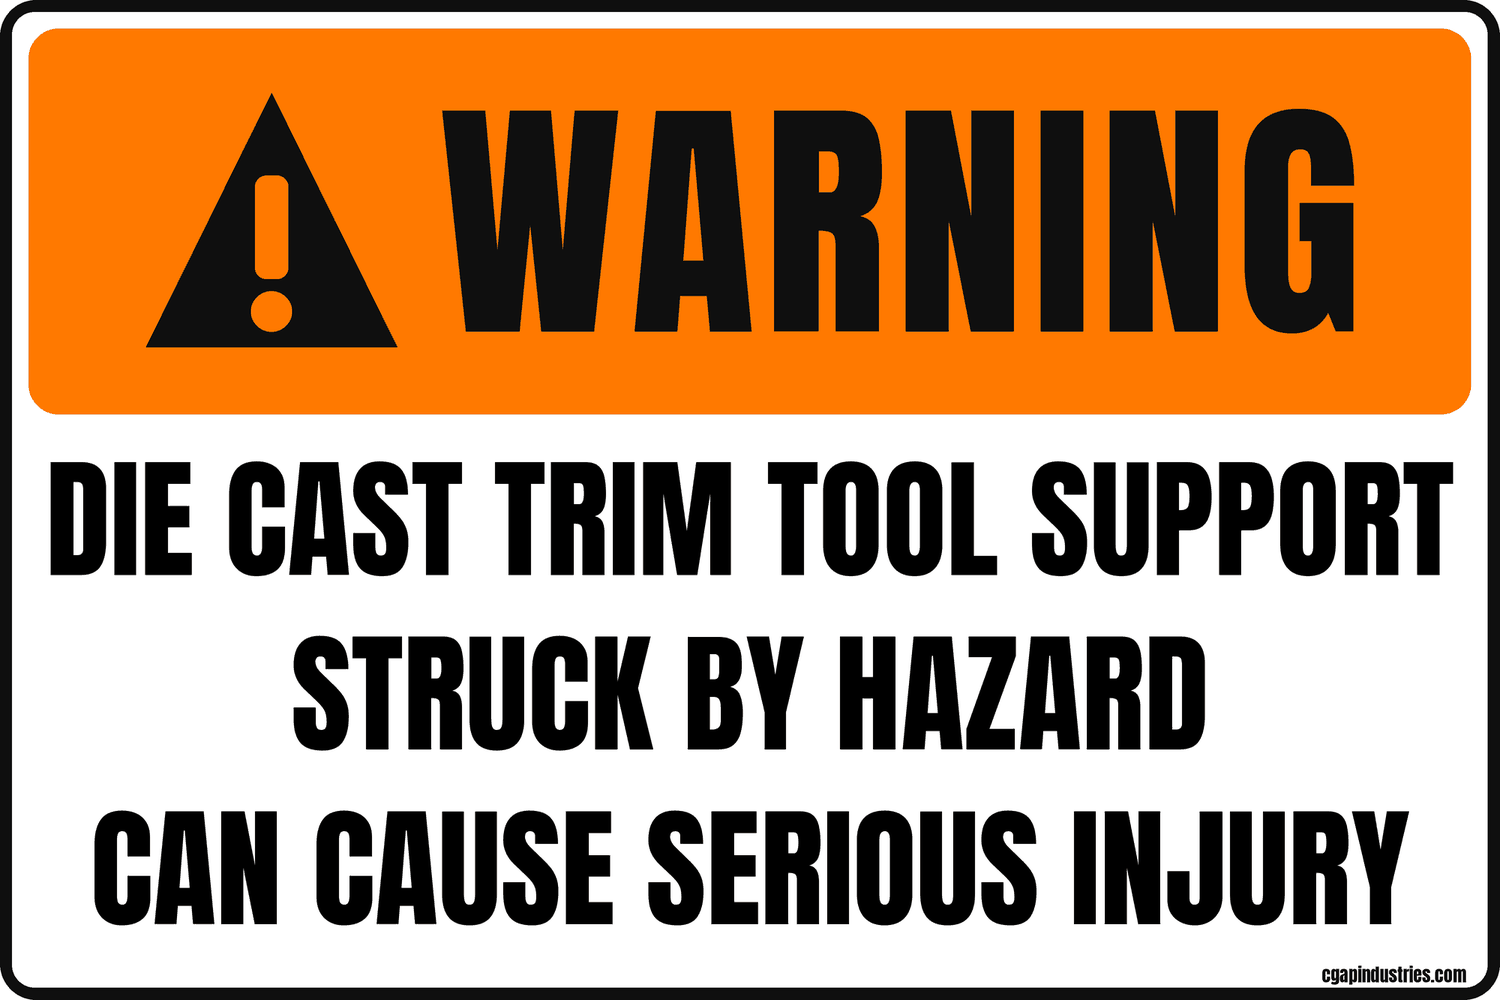 WARNING
DIE CAST TRIM TOOL SUPPORT
STRUCK BY HAZARD
CAN CAUSE SERIOUS INJURY
cgapindustries.com